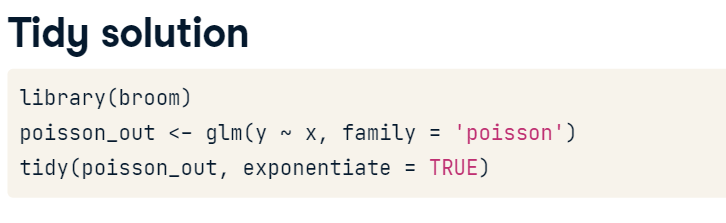 Tidy solution
library(broom)
poisson_out <- glm(y ~ x, family = 'poisson')
tidy(poisson_out, exponentiate = TRUE)